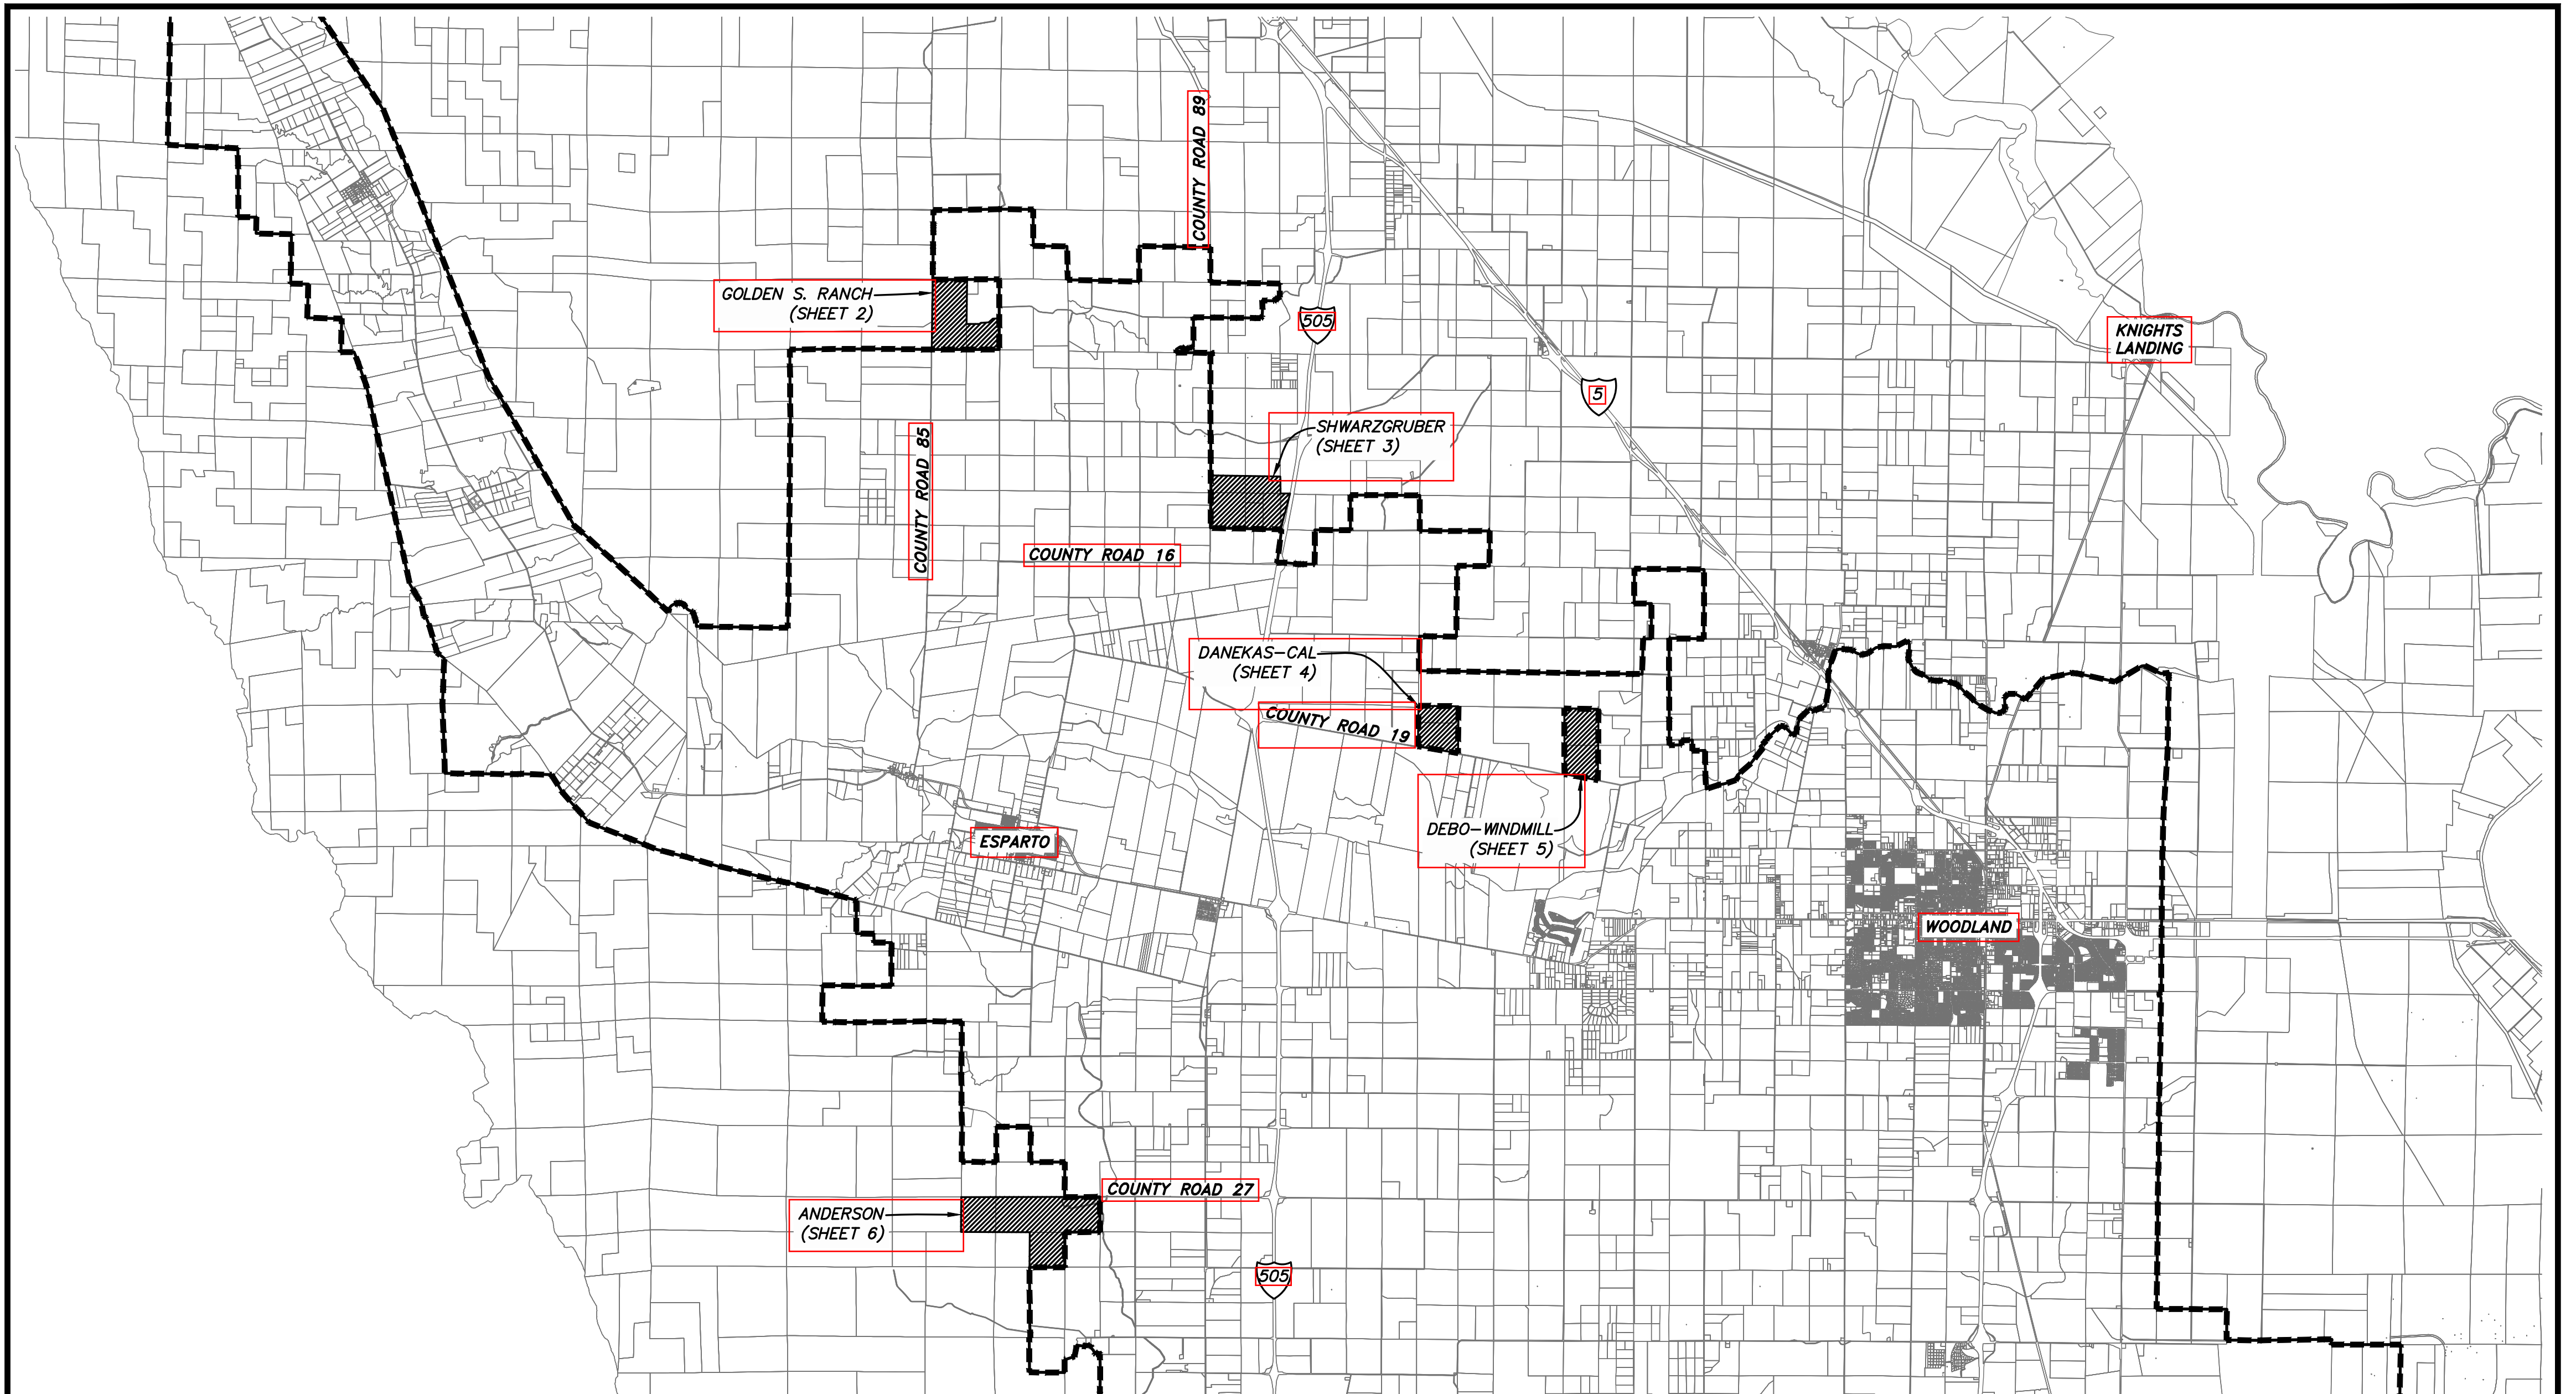 COUNTY ROAD 89
GOLDEN S. RANCH
(SHEET 2)
505
KNIGHTS
LANDING
5
SHWARZGRUBER
(SHEET 3)
COUNTY ROAD 85
COUNTY ROAD 16
DANEKAS-CAL
(SHEET 4)
COUNTY ROAD 19
DEBO-WINDMILL
(SHEET 5)
ESPARTO
WOODLAND
COUNTY ROAD 27
ANDERSON
(SHEET 6)
505